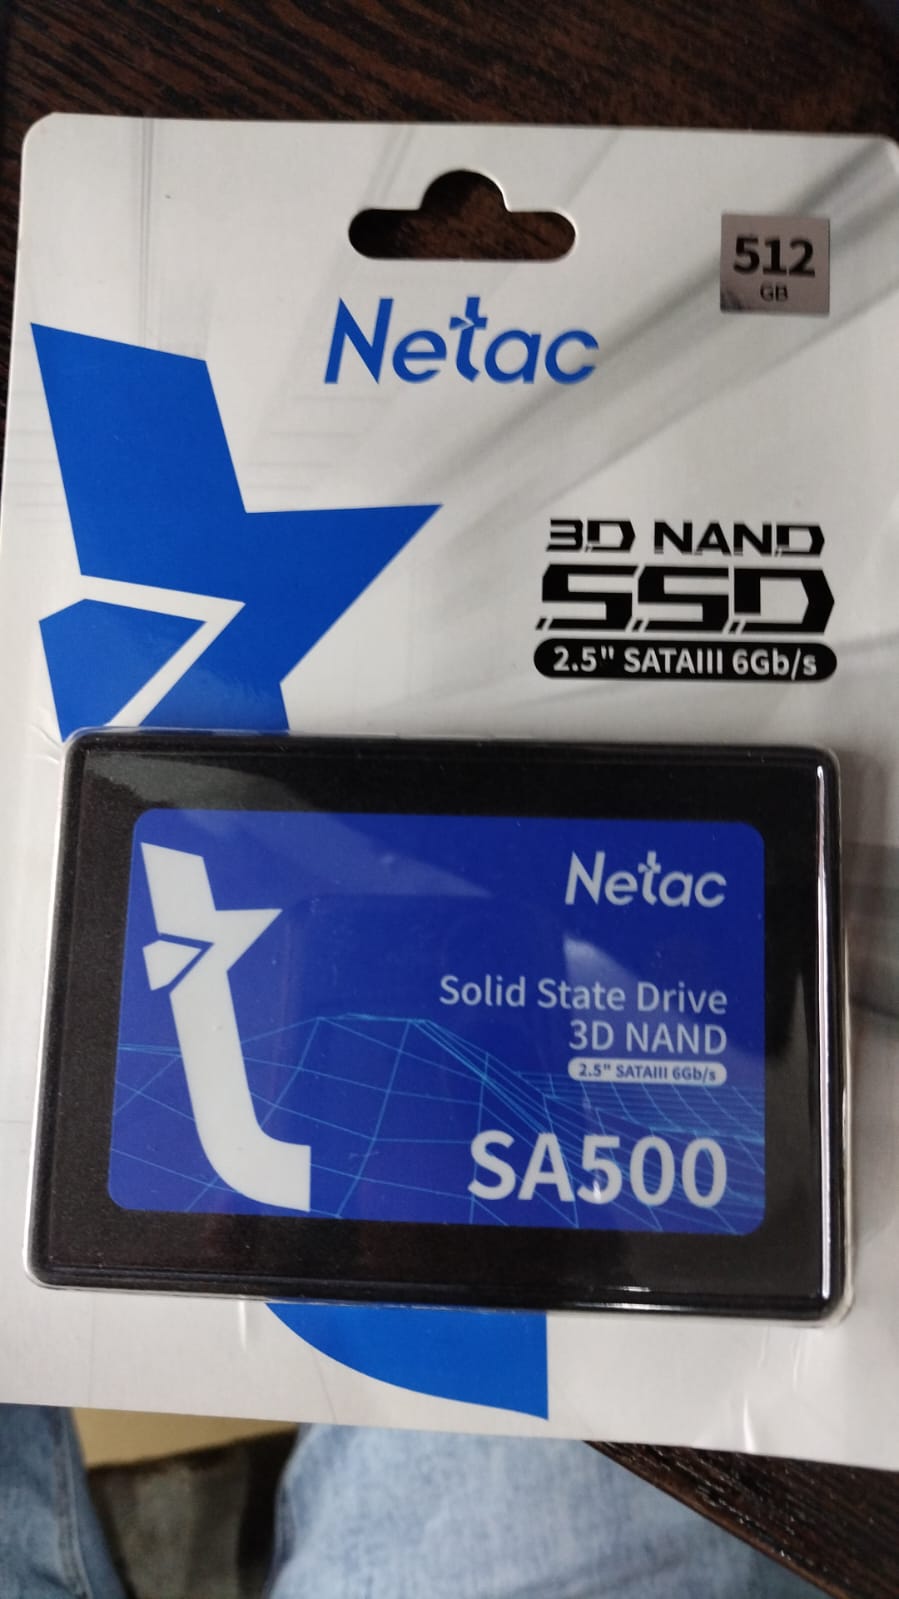 512
GB
Netac
3D NAND
SSD
2.5" SATAIII 6Gb/s
Netac
Solid State Drive
3D NAND
2.5" SATAIII 6Gb/s
SA500